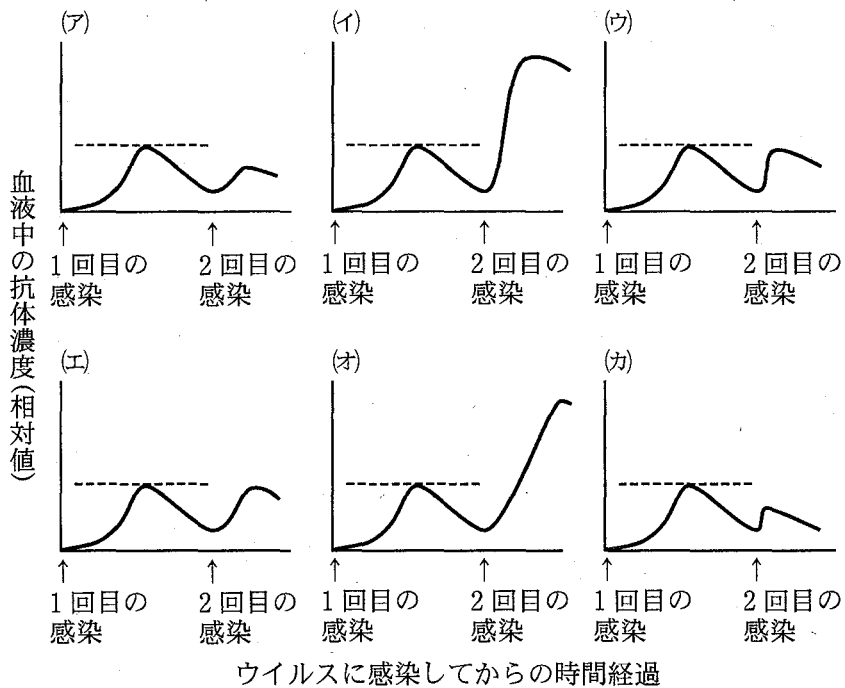 (ア)
(イ)
(ウ)
血液中の抗体濃度(相対値)
↑
1回目の
感染
↑
2回目の
感染
↑
1回目の
感染
↑
2回目の
感染
↑
1回目の
感染
↑
2回目の
感染
(エ)
(オ)
(カ)
↑
1回目の
感染
↑
2回目の
感染
↑
1回目の
感染
↑
2回目の
感染
↑
1回目の
感染
↑
2回目の
感染
ウイルスに感染してからの時間経過